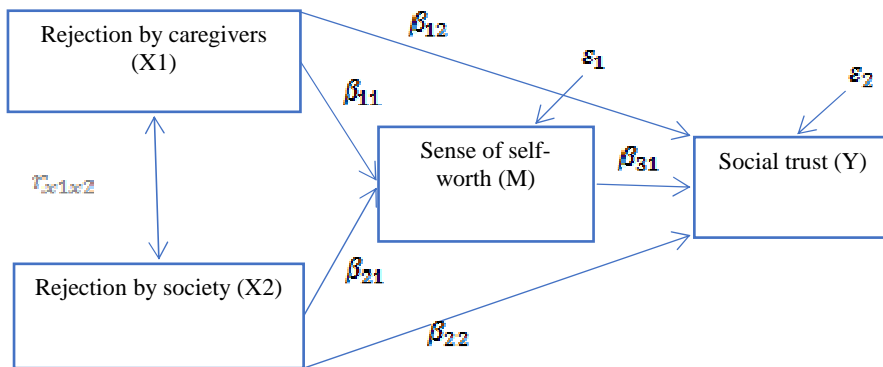 Rejection by caregivers
(X1)
β₁₂
ε₁
ε₂
β₁₁
Sense of self-
worth (M)
β₃₁
Social trust (Y)
rₓ₁ₓ₂
Rejection by society (X2)
β₂₁
β₂₂